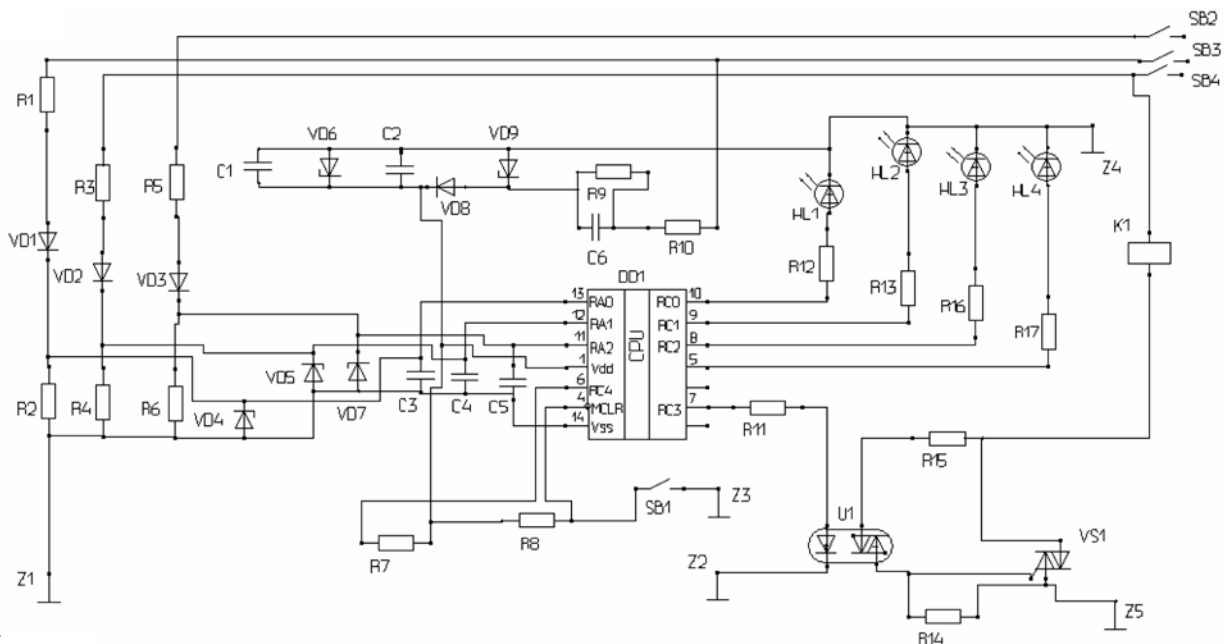 SB2
SB3
SB4
R1
VD6
C2
VD9
C1
R3
R5
R9
VD8
HL1
HL2
HL3
HL4
Z4
VD1
VD2
VD3
C6
R10
R12
R13
R16
R17
K1
DD1
CPU
13 RA0
12 RA1
11 RA2
1 Vdd
6 RC4
4 MCLR
14 Vss
RC0 10
RC1 9
RC2 8
5
RC3 7
R2
R4
R6
VD5
VD7
VD4
C3
C4
C5
R11
R15
R7
R8
SB1
Z3
U1
VS1
Z1
Z2
R14
Z5